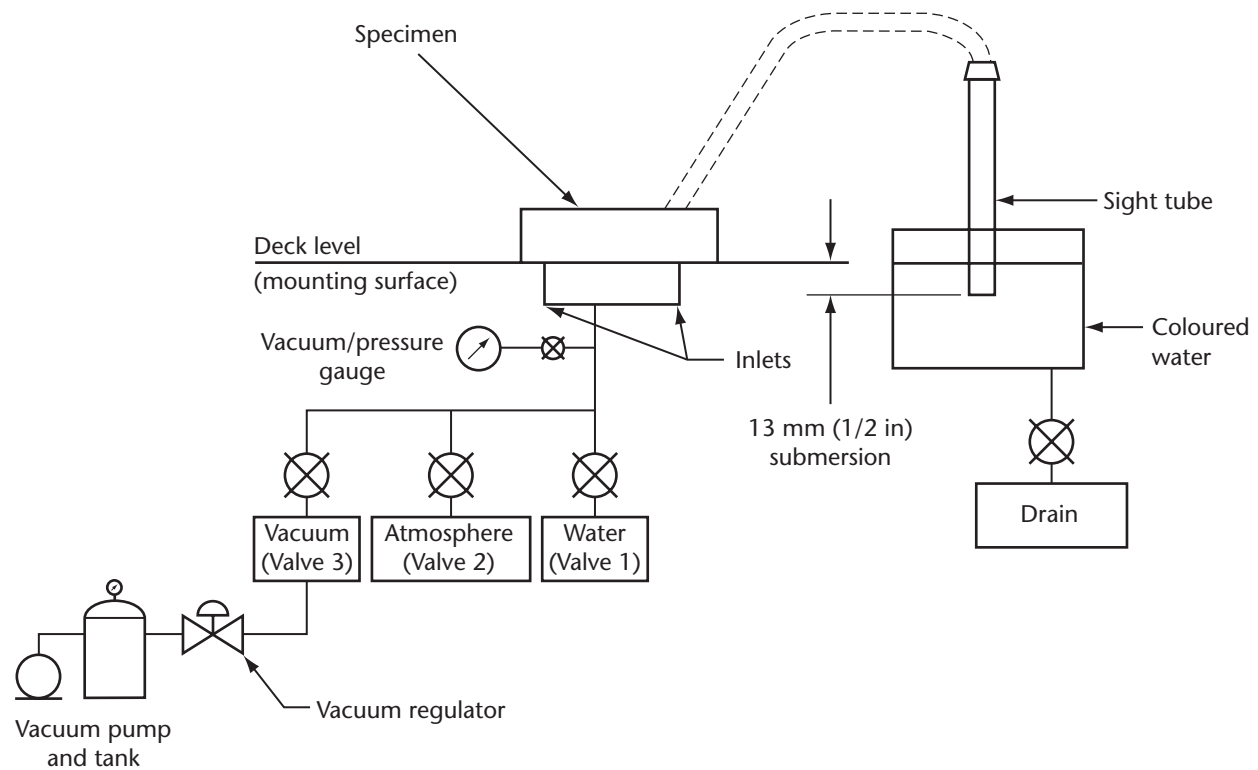 Specimen
Sight tube
Deck level
(mounting surface)
Vacuum/pressure
gauge
Inlets
Coloured
water
13 mm (1/2 in)
submersion
Drain
Vacuum
(Valve 3)
Atmosphere
(Valve 2)
Water
(Valve 1)
Vacuum regulator
Vacuum pump
and tank